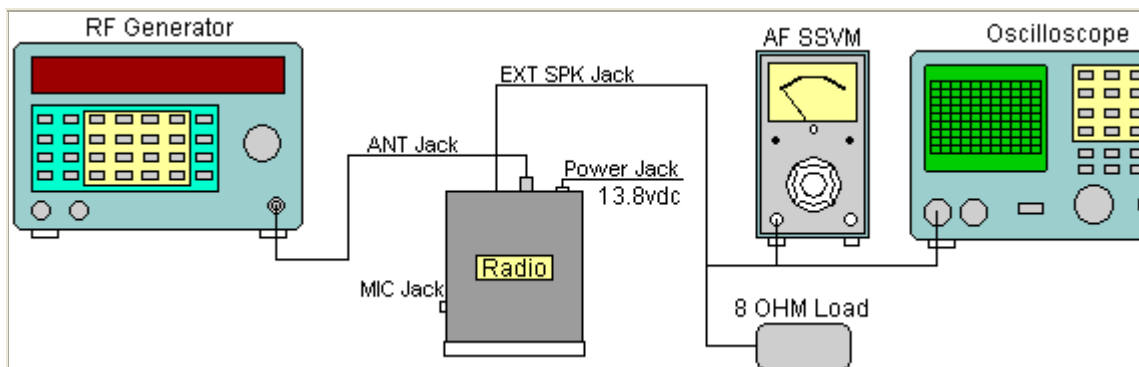 RF Generator
AF SSVM
Oscilloscope
EXT SPK Jack
ANT Jack
Power Jack
13.8vdc
Radio
MIC Jack
8 OHM Load